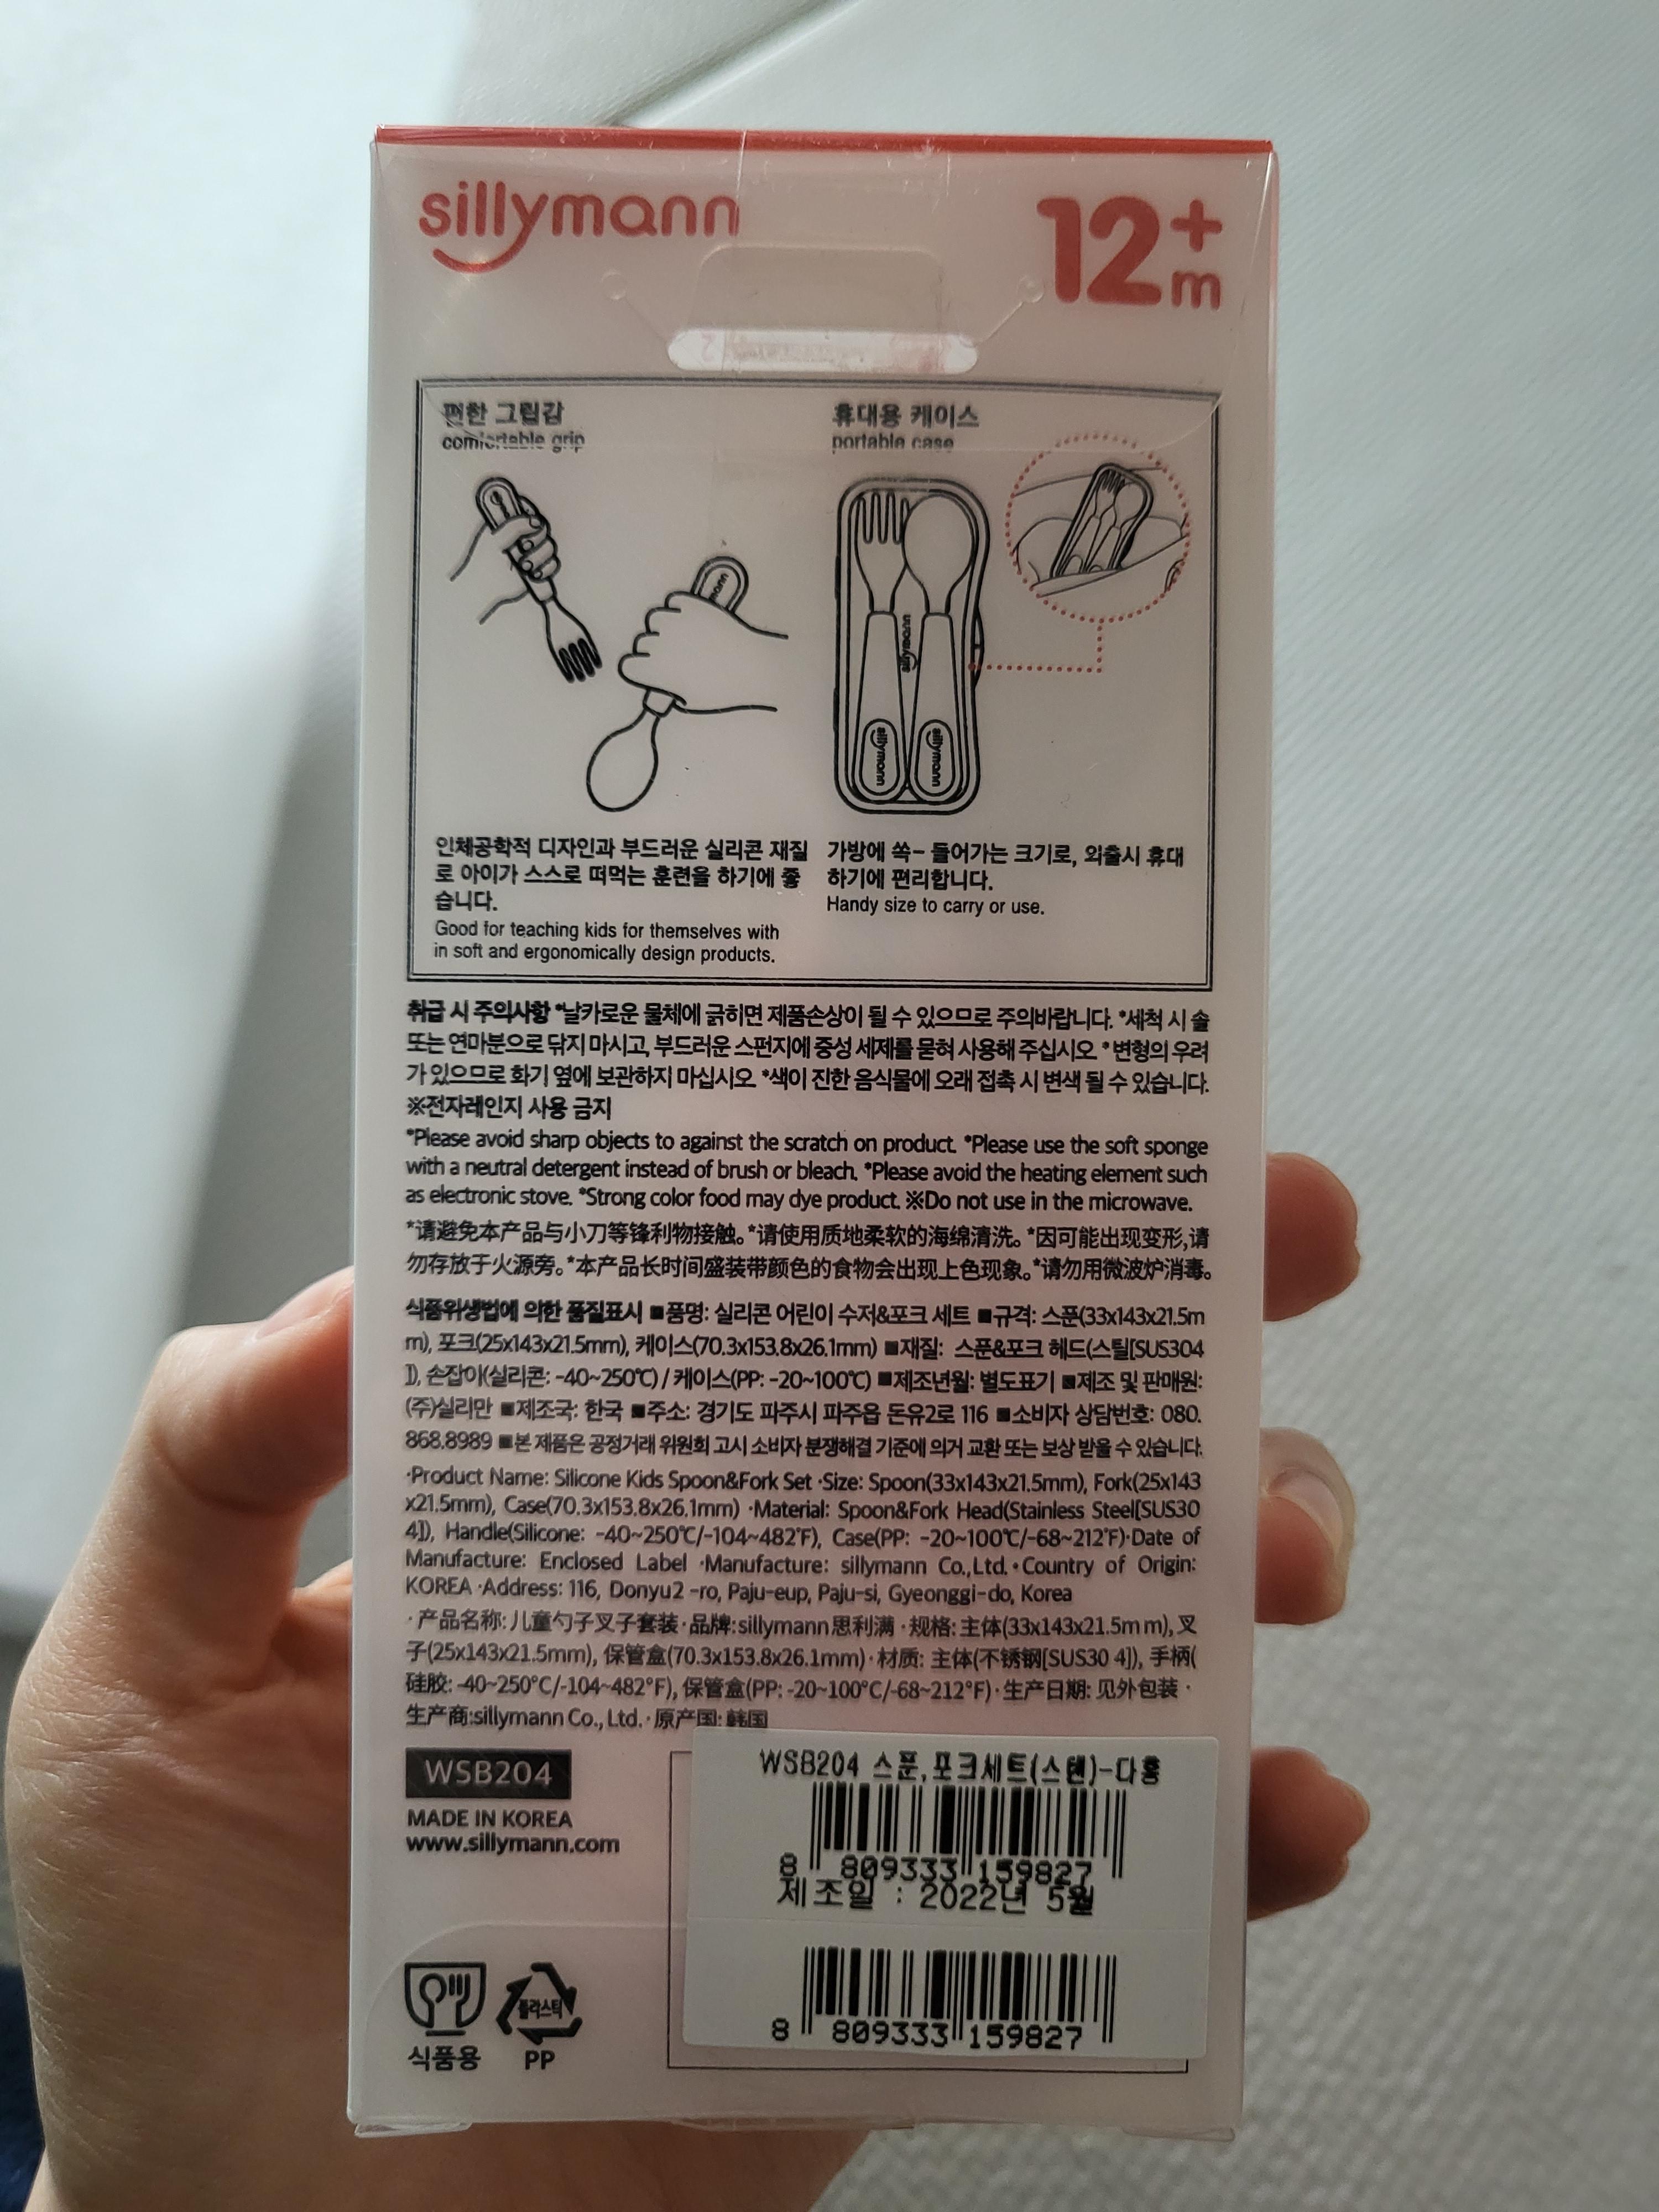 sillymann
12+m
편한 그립감
comfortable grip
휴대용 케이스
portable case
sillymann
sillymann
sillymann
인체공학적 디자인과 부드러운 실리콘 재질
로 아이가 스스로 떠먹는 훈련을 하기에 좋
습니다.
Good for teaching kids for themselves with
in soft and ergonomically design products.
가방에 쏙- 들어가는 크기로, 외출시 휴대
하기에 편리합니다.
Handy size to carry or use.
취급 시 주의사항 *날카로운 물체에 긁히면 제품손상이 될 수 있으므로 주의바랍니다. *세척 시 솔
또는 연마분으로 닦지 마시고, 부드러운 스펀지에 중성 세제를 묻혀 사용해 주십시오. *변형의 우려
가 있으므로 화기 옆에 보관하지 마십시오. *색이 진한 음식물에 오래 접촉 시 변색 될 수 있습니다.
※전자레인지 사용 금지
*Please avoid sharp objects to against the scratch on product. *Please use the soft sponge
with a neutral detergent instead of brush or bleach. *Please avoid the heating element such
as electronic stove. *Strong color food may dye product. ※Do not use in the microwave.
*请避免本产品与小刀等锋利物接触。*请使用质地柔软的海绵清洗。*因可能出现变形,请
勿存放于火源旁。*本产品长时间盛装带颜色的食物会出现上色现象。*请勿用微波炉消毒。
식품위생법에 의한 품질표시 ■품명: 실리콘 어린이 수저&포크 세트 ■규격: 스푼(33x143x21.5m
m), 포크(25x143x21.5mm), 케이스(70.3x153.8x26.1mm) ■재질: 스푼&포크 헤드(스틸[SUS304
]), 손잡이(실리콘: -40~250℃) / 케이스(PP: -20~100℃) ■제조년월: 별도표기 ■제조 및 판매원:
(주)실리만 ■제조국: 한국 ■주소: 경기도 파주시 파주읍 돈유2로 116 ■소비자 상담번호: 080.
868.8989 ■본 제품은 공정거래 위원회 고시 소비자 분쟁해결 기준에 의거 교환 또는 보상 받을 수 있습니다.
·Product Name: Silicone Kids Spoon&Fork Set ·Size: Spoon(33x143x21.5mm), Fork(25x143
x21.5mm), Case(70.3x153.8x26.1mm) ·Material: Spoon&Fork Head(Stainless Steel[SUS30
4]), Handle(Silicone: -40~250℃/-104~482℉), Case(PP: -20~100℃/-68~212℉)·Date of
Manufacture: Enclosed Label ·Manufacture: sillymann Co.,Ltd.·Country of Origin:
KOREA ·Address: 116, Donyu2 -ro, Paju-eup, Paju-si, Gyeonggi-do, Korea
·产品名称: 儿童勺子叉子套装·品牌:sillymann思利满·规格: 主体(33x143x21.5m m), 叉
子(25x143x21.5mm), 保管盒(70.3x153.8x26.1mm)·材质: 主体(不锈钢[SUS30 4]), 手柄(
硅胶: -40~250°C/-104~482°F), 保管盒(PP: -20~100°C/-68~212°F)·生产日期: 见外包装·
生产商:sillymann Co., Ltd.·原产国: 韩国
WSB204
MADE IN KOREA
www.sillymann.com
WSB204 스푼,포크세트(스텐)-다홍
8 809333 159827
제조일 : 2022년 5월
8 809333 159827
플라스틱
식품용
PP